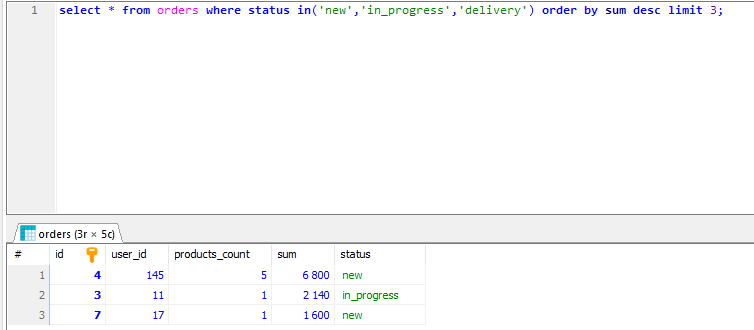 1 select * from orders where status in('new','in_progress','delivery') order by sum desc limit 3;
orders (3r × 5c)
# id user_id products_count sum status
1 4 145 5 6 800 new
2 3 11 1 2 140 in_progress
3 7 17 1 1 600 new